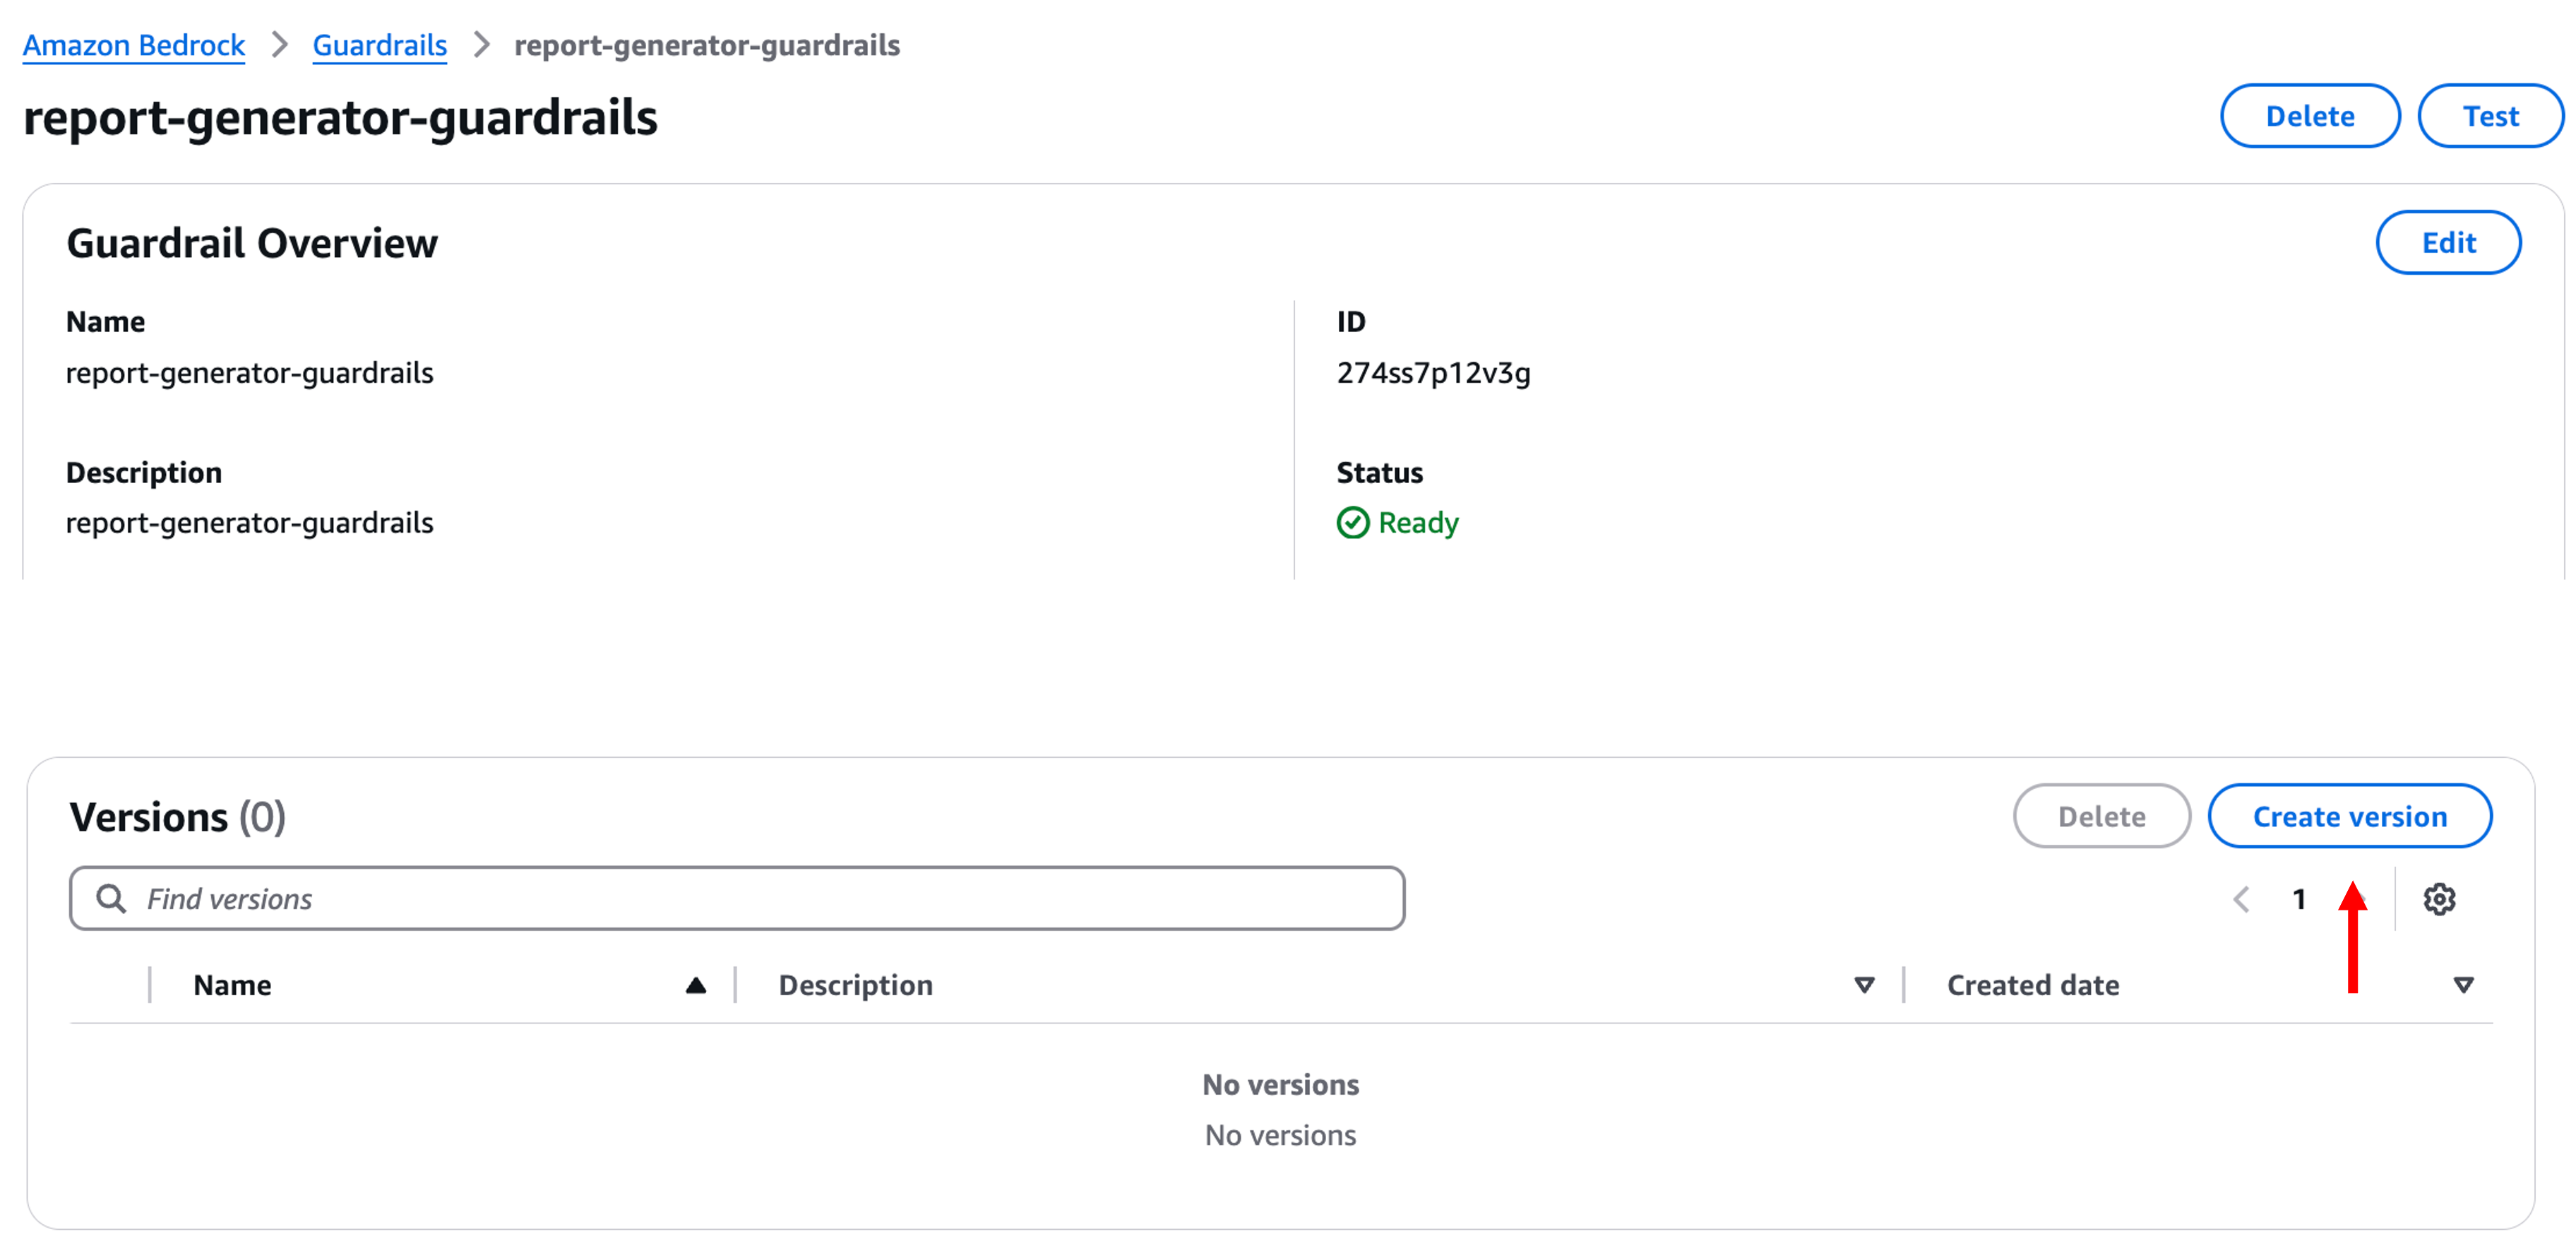 Amazon Bedrock > Guardrails > report-generator-guardrails
report-generator-guardrails
Delete
Test
Guardrail Overview
Edit
Name
report-generator-guardrails
ID
274ss7p12v3g
Description
report-generator-guardrails
Status
Ready
Versions (0)
Delete
Create version
Find versions
1
Name
Description
Created date
No versions
No versions